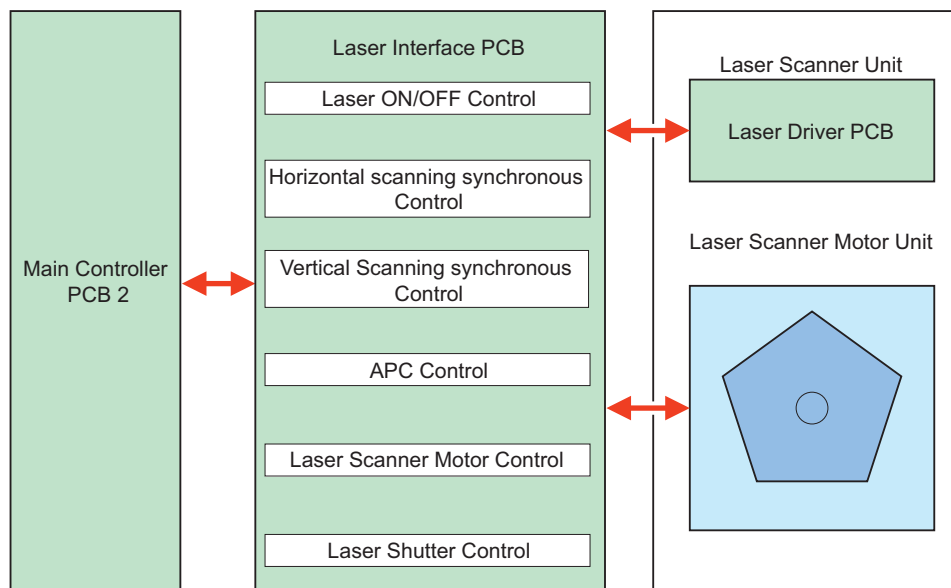 Main Controller
PCB 2
Laser Interface PCB
Laser ON/OFF Control
Horizontal scanning synchronous
Control
Vertical Scanning synchronous
Control
APC Control
Laser Scanner Motor Control
Laser Shutter Control
Laser Scanner Unit
Laser Driver PCB
Laser Scanner Motor Unit